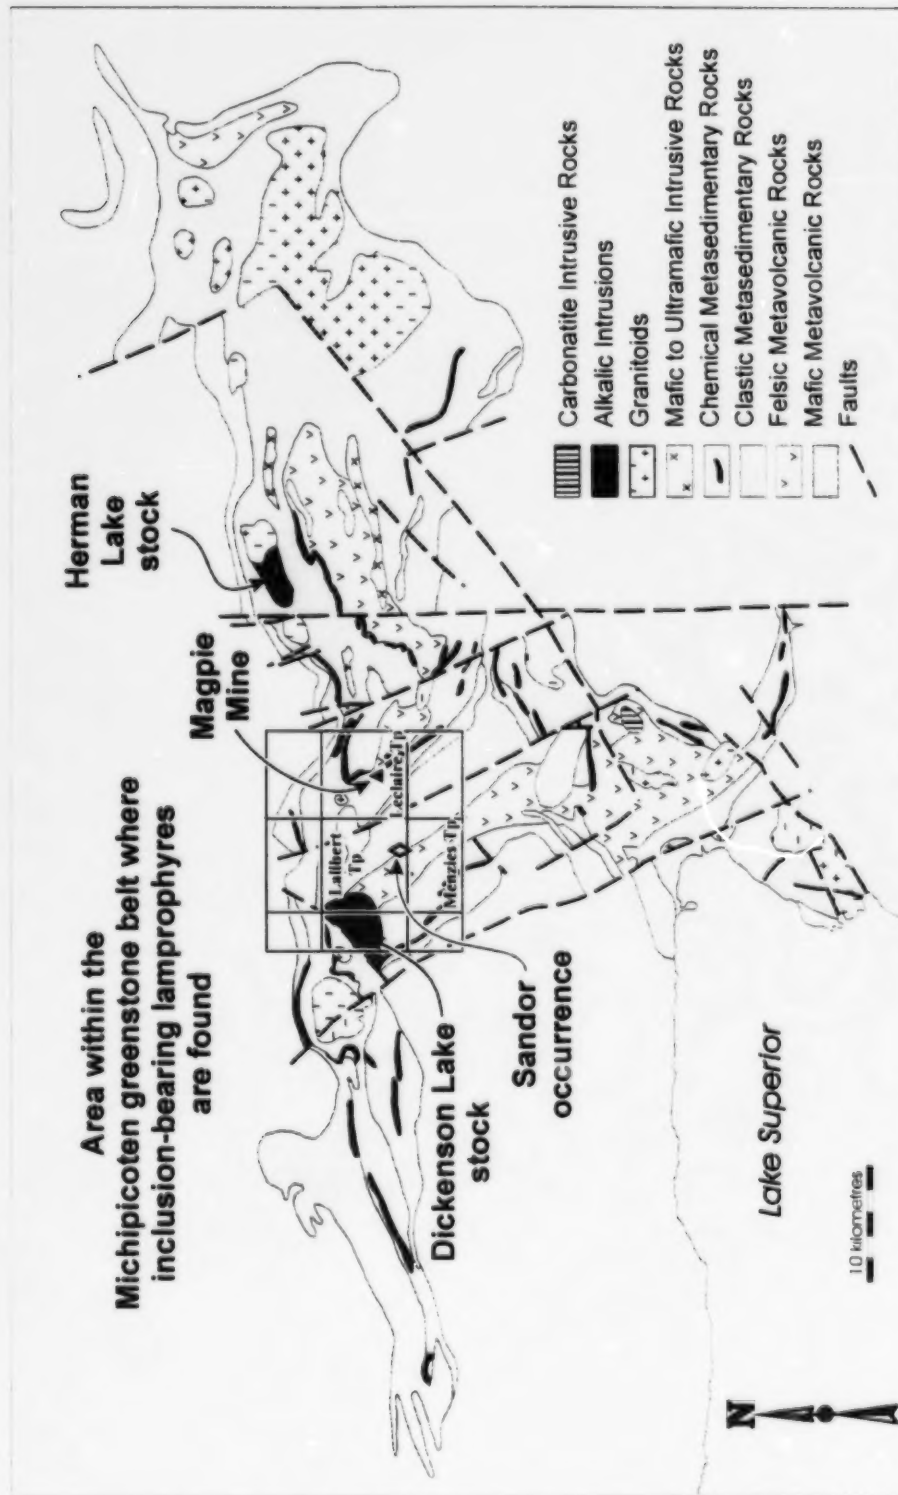 Area within the
Michipicoten greenstone belt where
inclusion-bearing lamprophyres
are found
Herman
Lake
stock
Magpie
Mine
Lalibert
Tp
Leclaire Tp
Menzies Tp
Dickenson Lake
stock
Sandor
occurrence
Lake Superior
10 kilometres
N
Carbonatite Intrusive Rocks
Alkalic Intrusions
Granitoids
Mafic to Ultramafic Intrusive Rocks
Chemical Metasedimentary Rocks
Clastic Metasedimentary Rocks
Felsic Metavolcanic Rocks
Mafic Metavolcanic Rocks
Faults